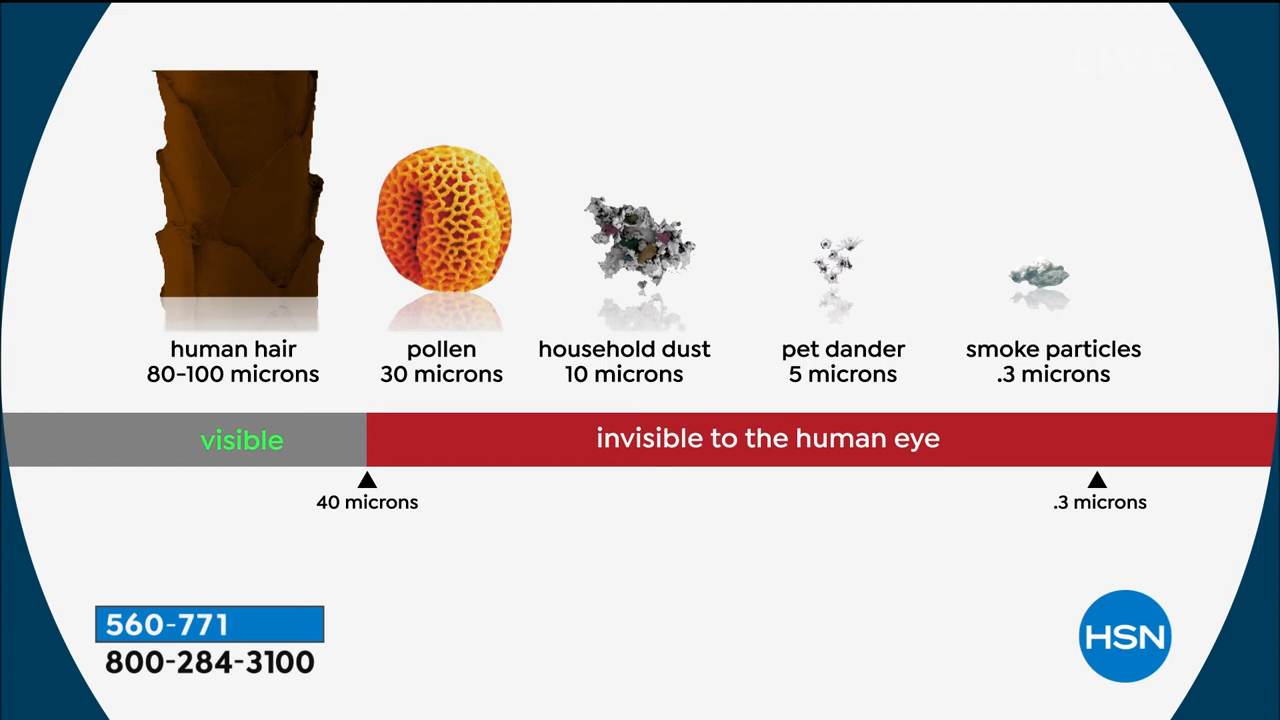 LIVE
human hair
80-100 microns
pollen
30 microns
household dust
10 microns
pet dander
5 microns
smoke particles
.3 microns
visible
invisible to the human eye
40 microns
.3 microns
560-771
800-284-3100
HSN